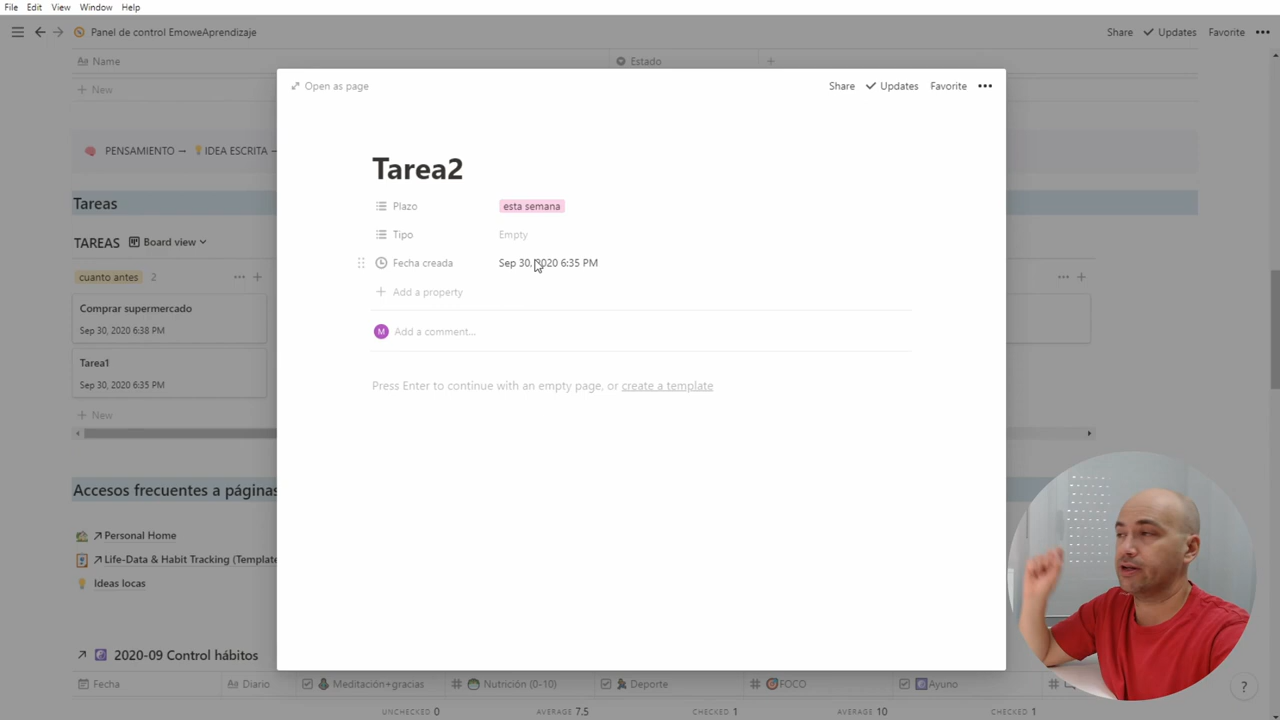 File Edit View Window Help
Panel de control EmoweAprendizaje
Share Updates Favorite
Name Estado
New
Open as page Share Updates Favorite
PENSAMIENTO → IDEA ESCRITA →
Tarea2
Tareas
Plazo esta semana
TAREAS Board view
Tipo Empty
Fecha creada Sep 30, 2020 6:35 PM
cuanto antes 2
Add a property
Comprar supermercado
Sep 30, 2020 6:38 PM
M Add a comment...
Tarea1
Sep 30, 2020 6:35 PM
Press Enter to continue with an empty page, or create a template
New
Accesos frecuentes a páginas
Personal Home
Life-Data & Habit Tracking (Template
Ideas locas
2020-09 Control hábitos
Fecha Diario Meditación+gracias Nutrición (0-10) Deporte FOCO Ayuno
UNCHECKED 0 AVERAGE 7.5 CHECKED 1 AVERAGE 10 CHECKED 1
?